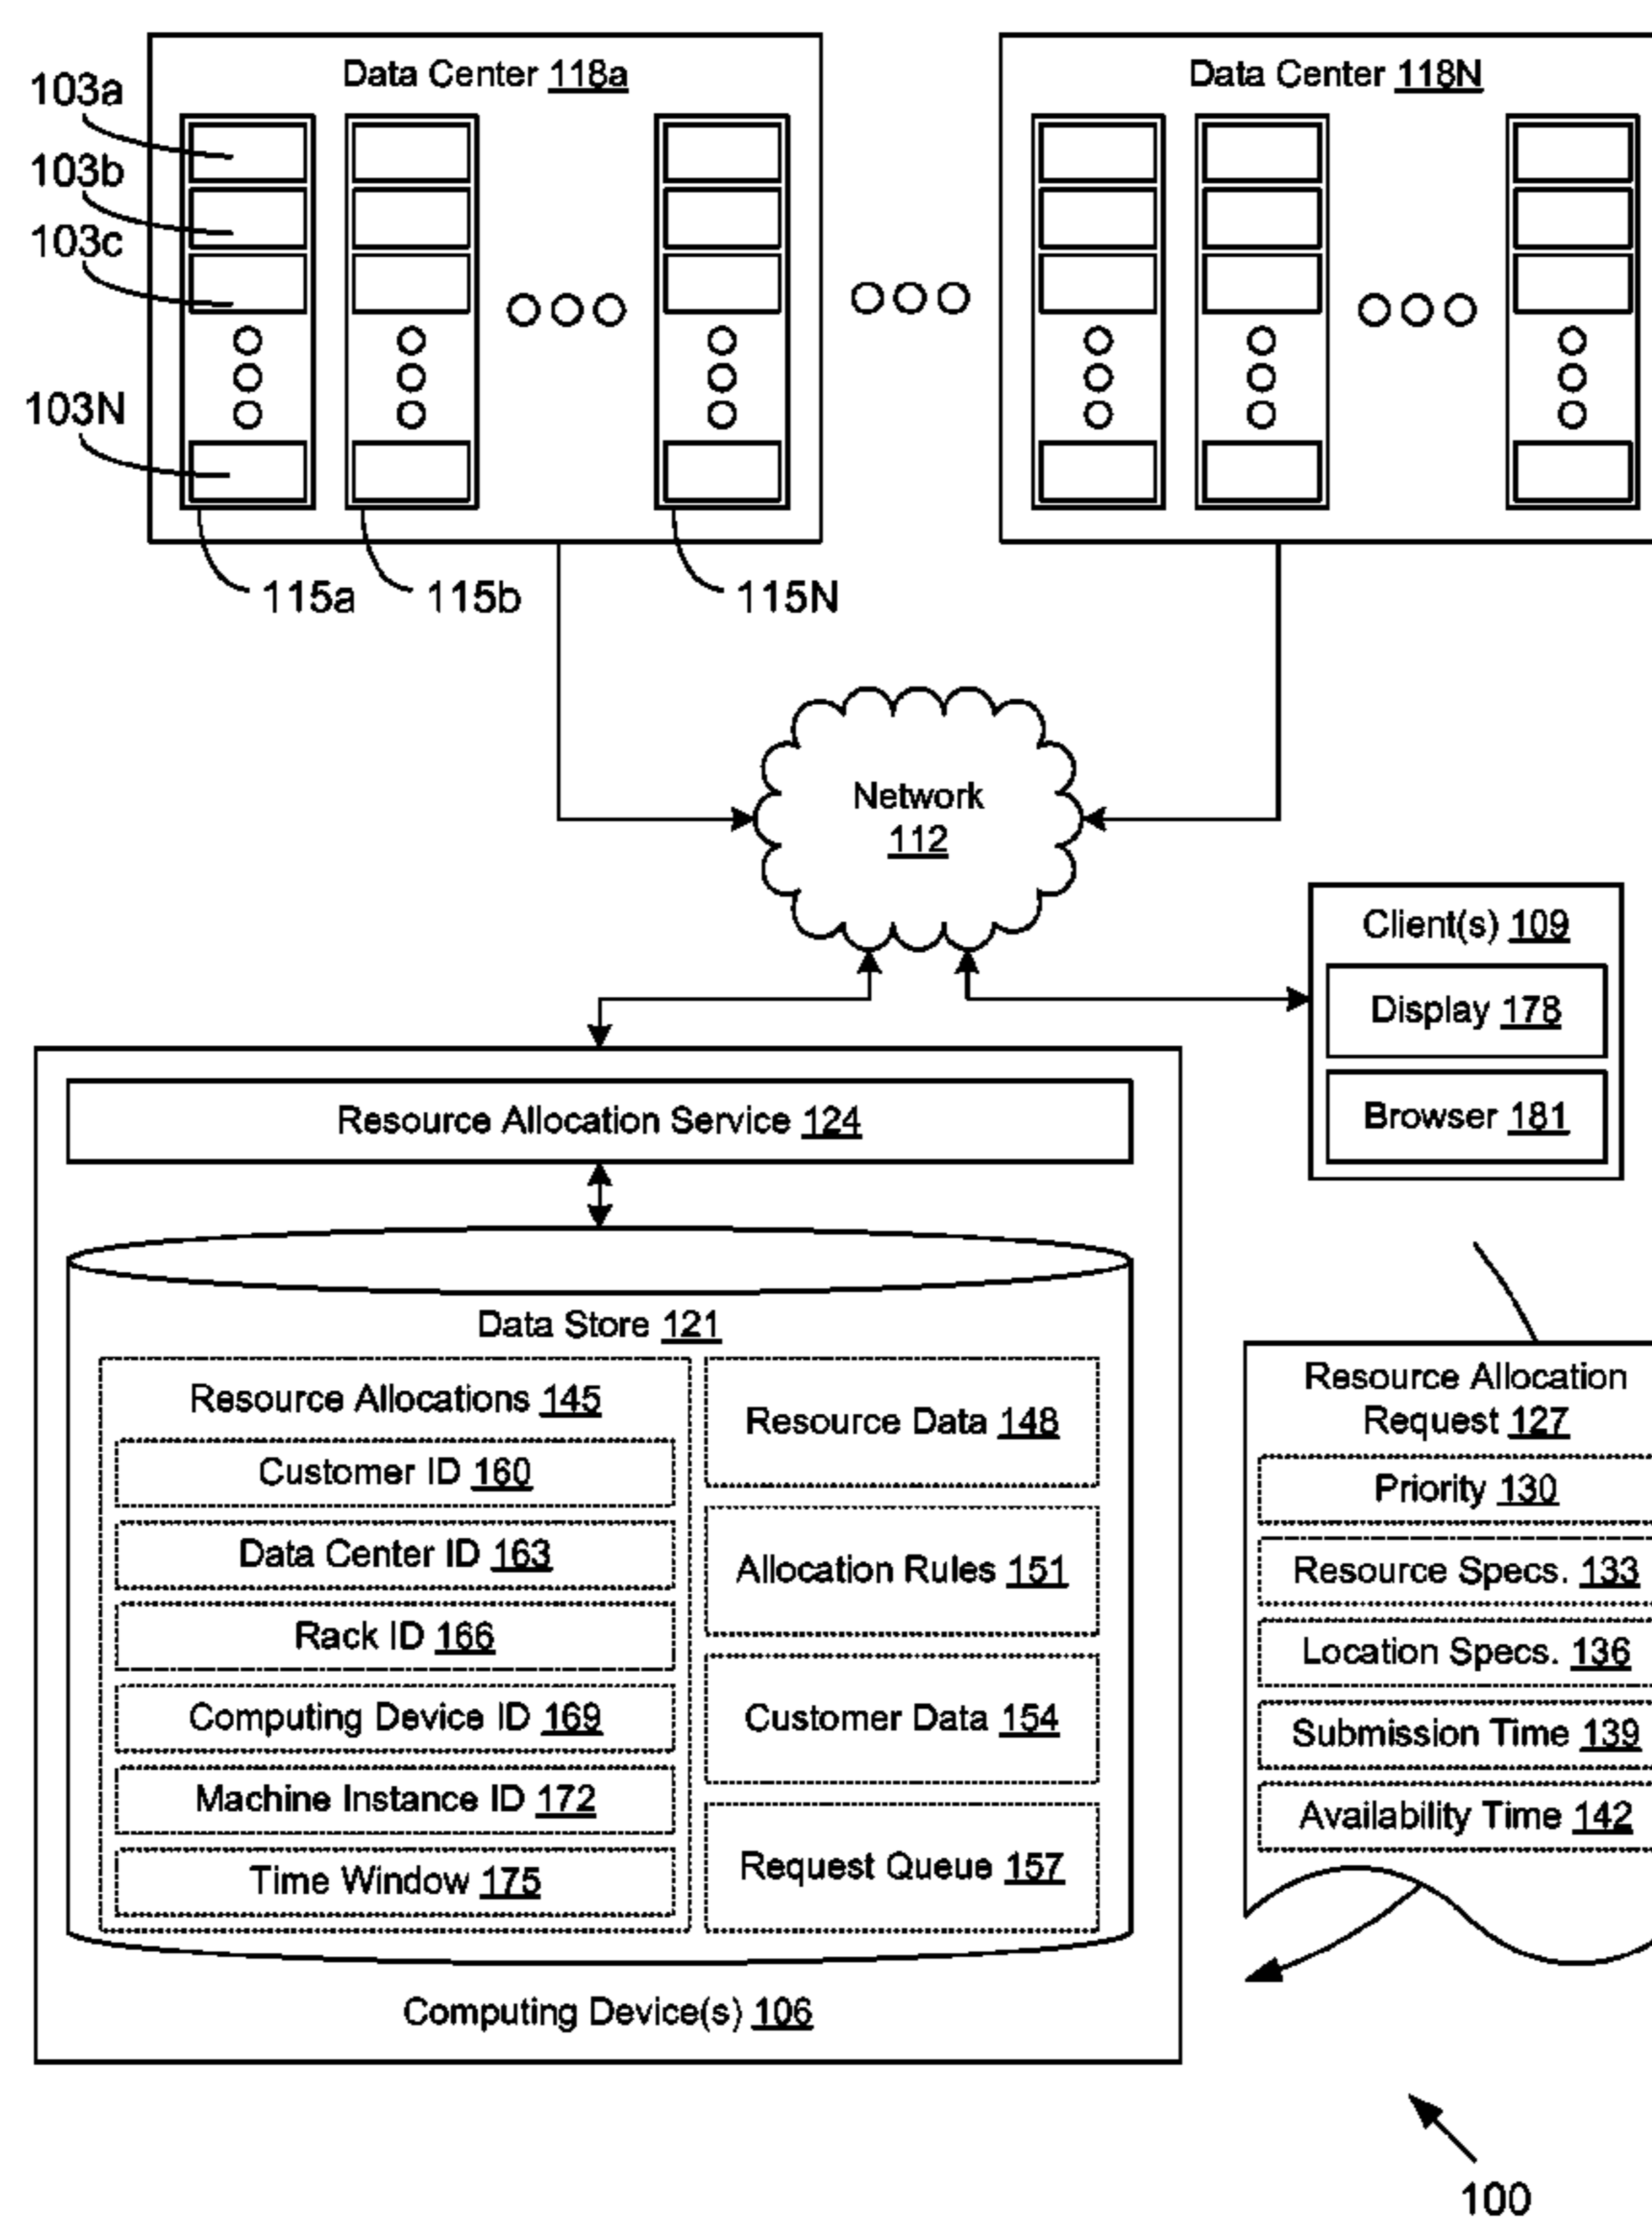 Data Center 118a
Data Center 118N
103a
103b
103c
103N
115a
115b
115N
Network
112
Client(s) 109
Display 178
Browser 181
Resource Allocation Service 124
Data Store 121
Resource Allocations 145
Customer ID 160
Data Center ID 163
Rack ID 166
Computing Device ID 169
Machine Instance ID 172
Time Window 175
Resource Data 148
Allocation Rules 151
Customer Data 154
Request Queue 157
Computing Device(s) 106
Resource Allocation
Request 127
Priority 130
Resource Specs. 133
Location Specs. 136
Submission Time 139
Availability Time 142
100